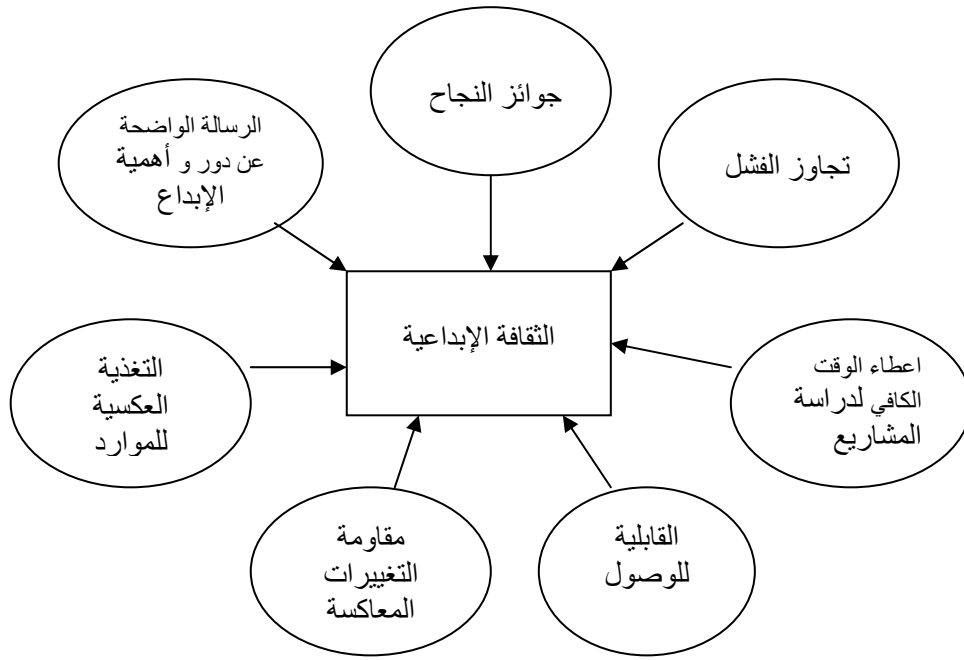 جوائز النجاح
الرسالة الواضحة
عن دور و أهمية
الإبداع
تجاوز الفشل
الثقافة الإبداعية
التغذية
العكسية
للموارد
اعطاء الوقت
الكافي لدراسة
المشاريع
مقاومة
التغييرات
المعاكسة
القابلية
للوصول